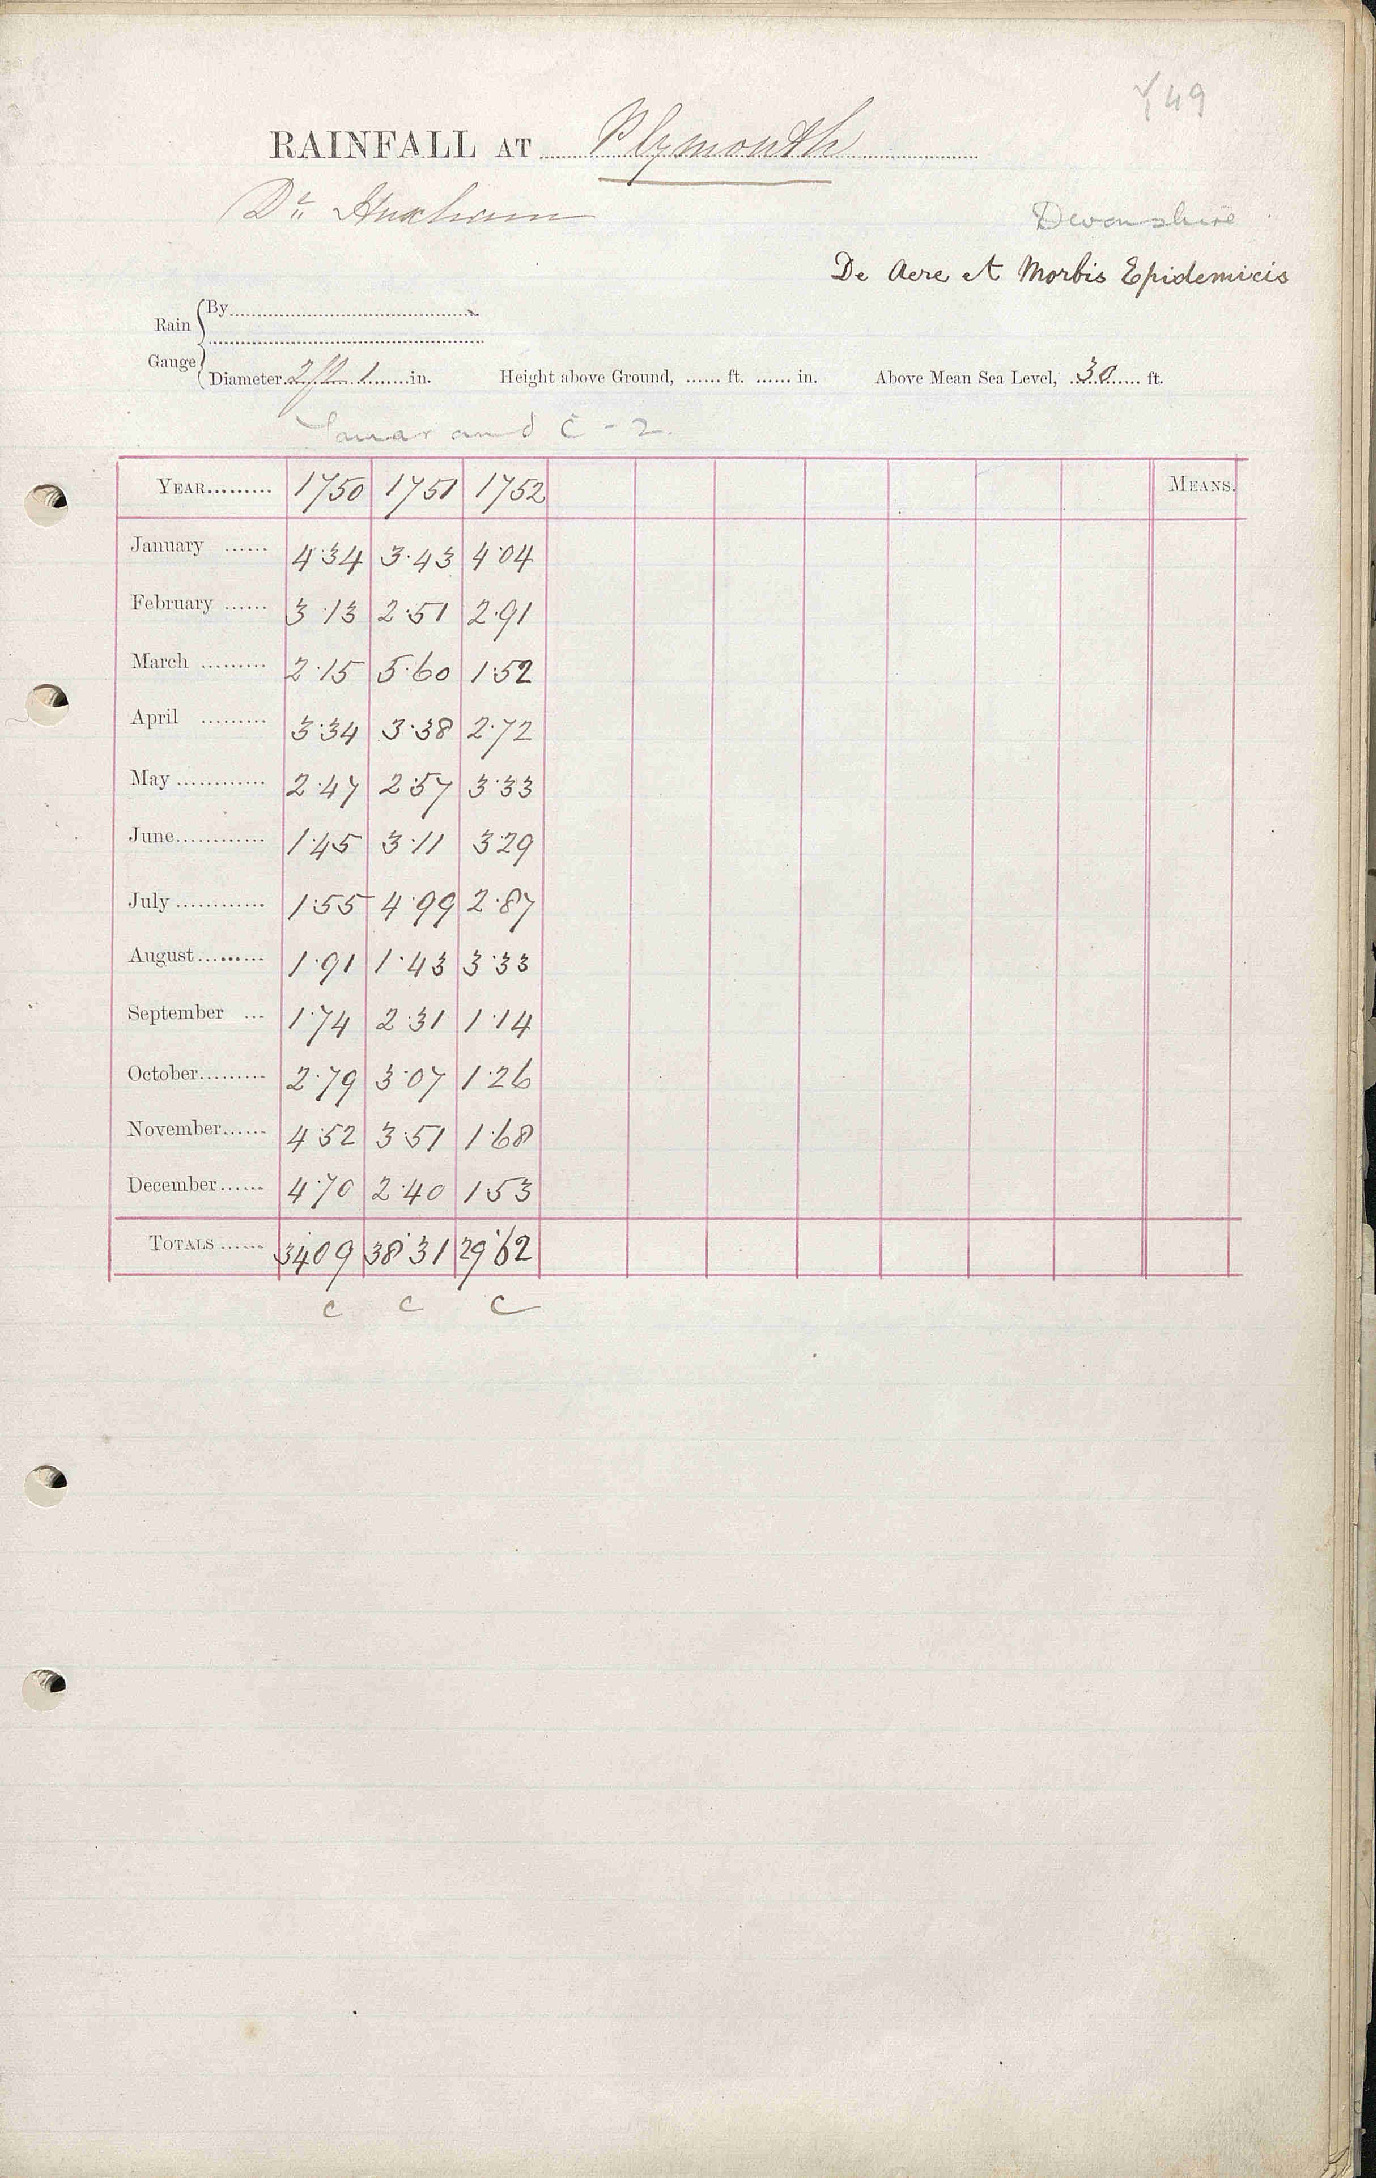 49
RAINFALL AT Plymouth
Dr Huxham
Devonshire
De Aere et Morbis Epidemicis
Rain Gauge { By
Diameter 2 ft 1 in. Height above Ground, ...... ft. ...... in. Above Mean Sea Level, 30 ft.
and C - 2.
YEAR......... 1750 1751 1752 MEANS.
January ...... 4.34 3.43 4.04
February ...... 3.13 2.51 2.91
March ......... 2.15 5.60 1.52
April ......... 3.34 3.38 2.72
May ............ 2.47 2.57 3.33
June............ 1.45 3.11 3.29
July ............ 1.55 4.99 2.87
August......... 1.91 1.43 3.33
September ... 1.74 2.31 1.14
October......... 2.79 3.07 1.26
November...... 4.52 3.51 1.68
December...... 4.70 2.40 1.53
TOTALS ...... 34.09 38.31 29.62
c c c